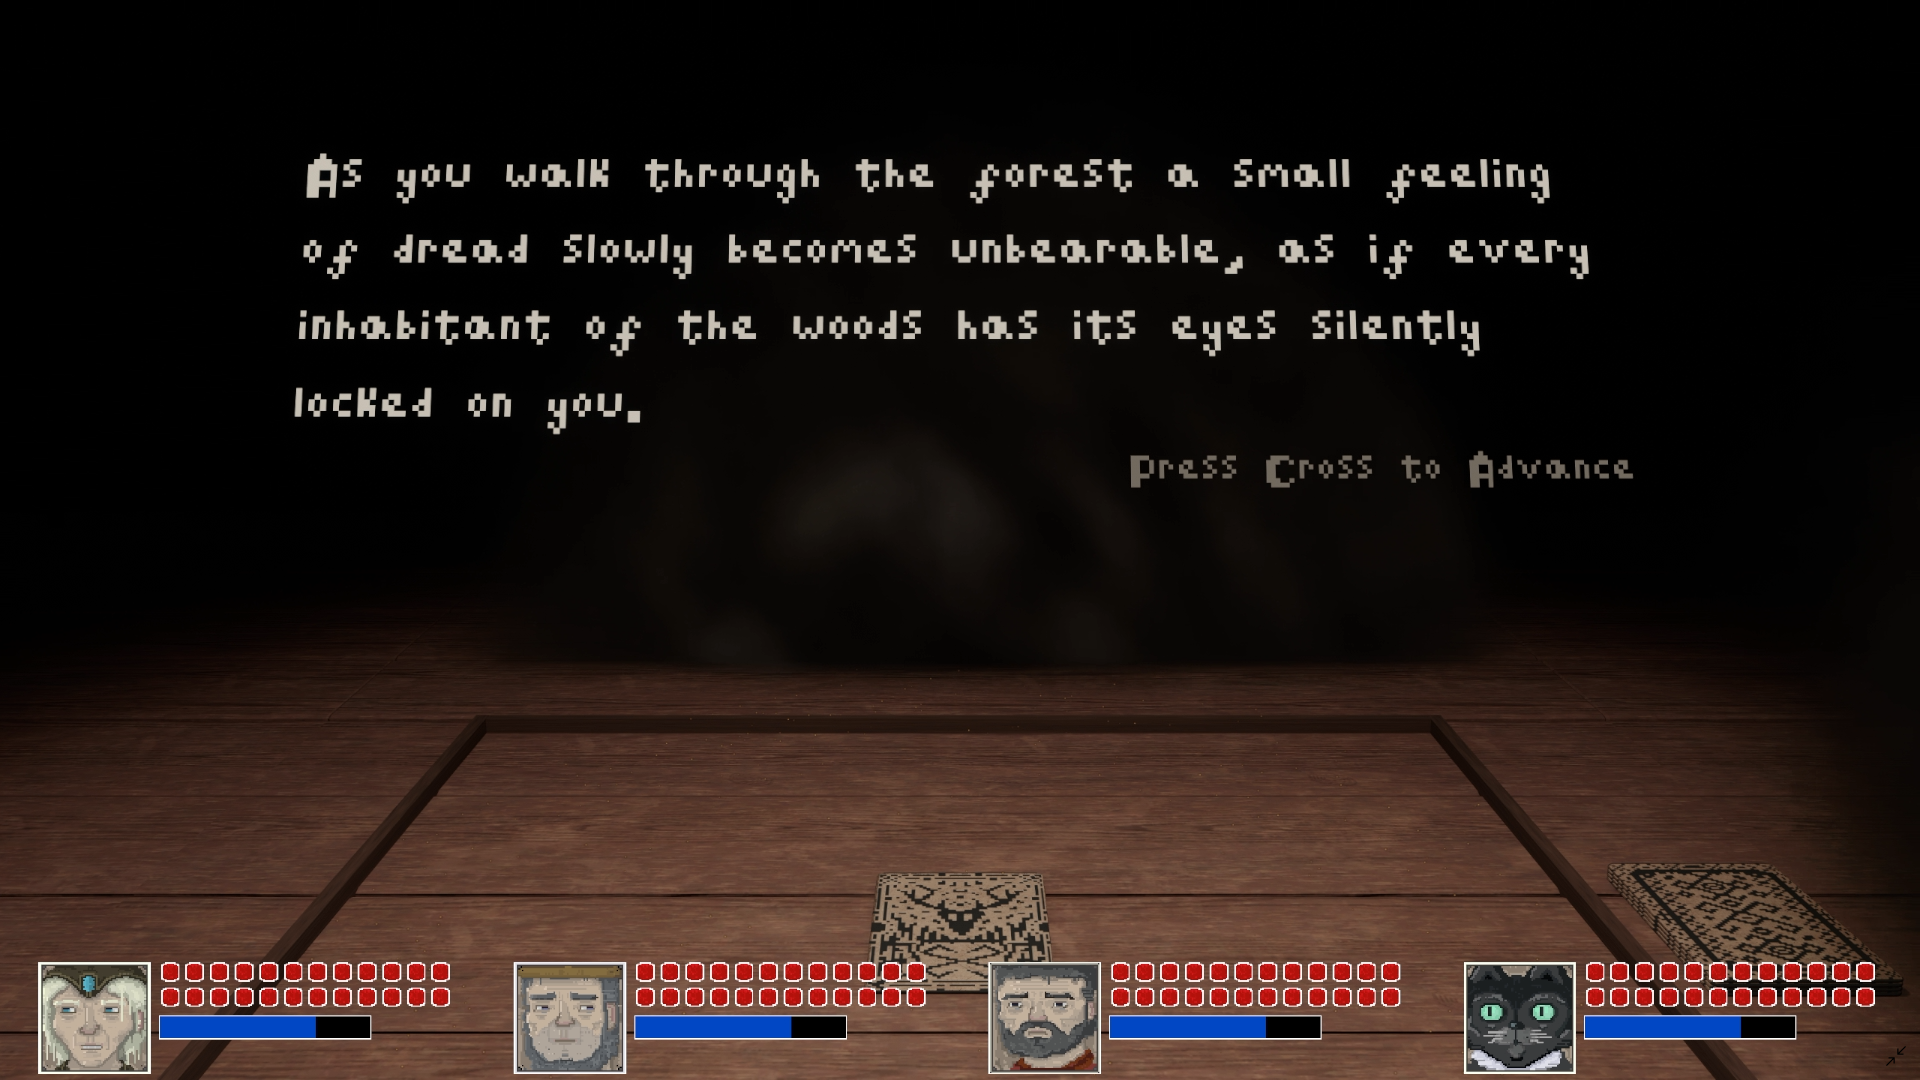 As you walk through the forest a small feeling
of dread slowly becomes unbearable, as if every
inhabitant of the woods has its eyes silently
locked on you.
Press Cross to Advance